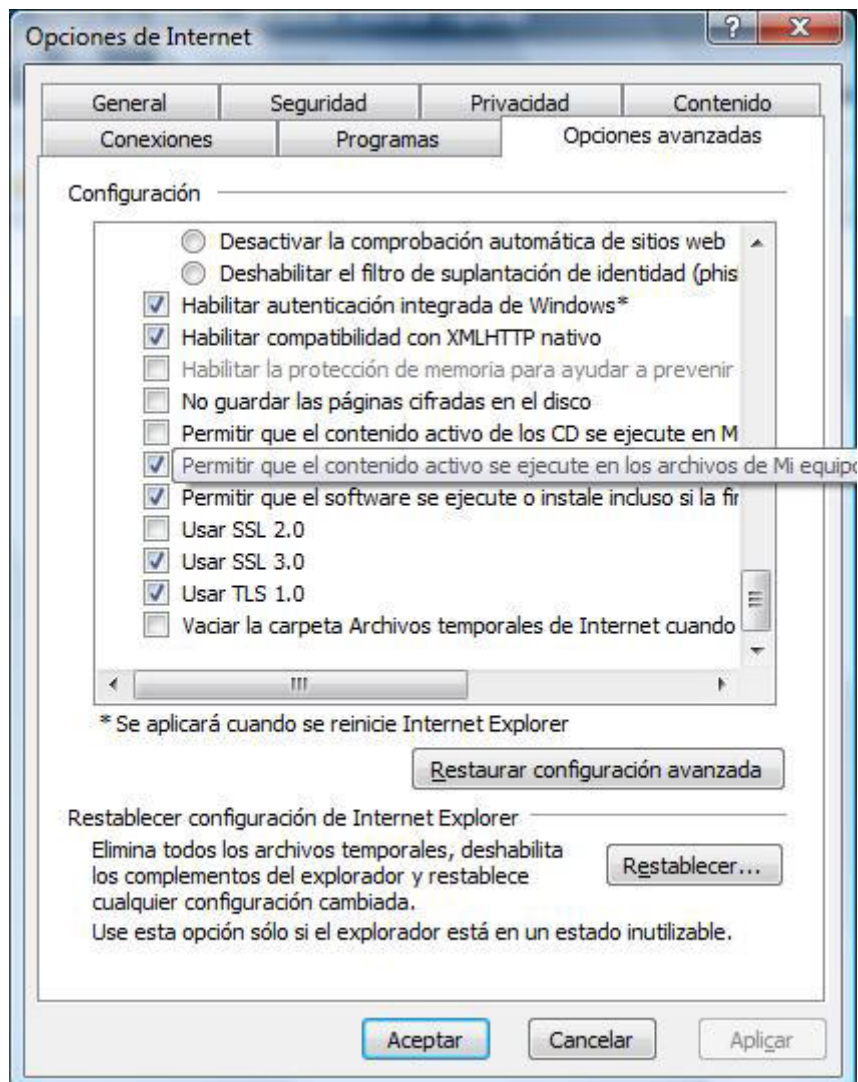 Opciones de Internet
General Seguridad Privacidad Contenido
Conexiones Programas Opciones avanzadas
Configuración
Desactivar la comprobación automática de sitios web
Deshabilitar el filtro de suplantación de identidad (phis
Habilitar autenticación integrada de Windows*
Habilitar compatibilidad con XMLHTTP nativo
Habilitar la protección de memoria para ayudar a prevenir
No guardar las páginas cifradas en el disco
Permitir que el contenido activo de los CD se ejecute en M
Permitir que el contenido activo se ejecute en los archivos de Mi equipo
Permitir que el software se ejecute o instale incluso si la fir
Usar SSL 2.0
Usar SSL 3.0
Usar TLS 1.0
Vaciar la carpeta Archivos temporales de Internet cuando
* Se aplicará cuando se reinicie Internet Explorer
Restaurar configuración avanzada
Restablecer configuración de Internet Explorer
Elimina todos los archivos temporales, deshabilita
los complementos del explorador y restablece
cualquier configuración cambiada.
Restablecer...
Use esta opción sólo si el explorador está en un estado inutilizable.
Aceptar Cancelar Aplicar